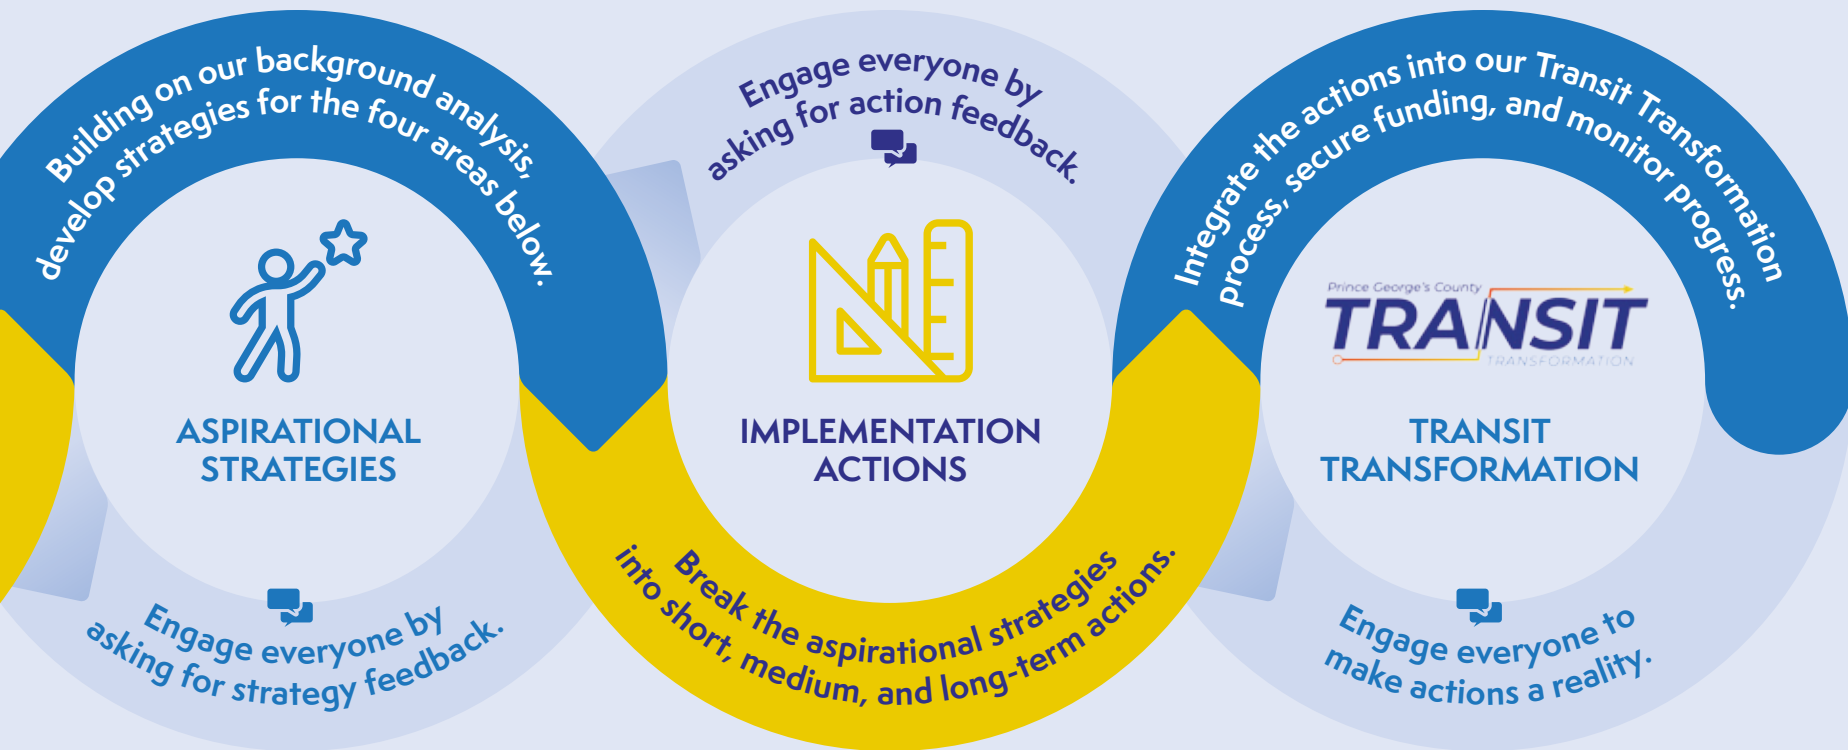 Building on our background analysis,
develop strategies for the four areas below.
ASPIRATIONAL
STRATEGIES
Engage everyone by
asking for strategy feedback.
Engage everyone by
asking for action feedback.
IMPLEMENTATION
ACTIONS
Break the aspirational strategies
into short, medium, and long-term actions.
Integrate the actions into our Transit Transformation
process, secure funding, and monitor progress.
Prince George's County
TRANSIT
TRANSFORMATION
TRANSIT
TRANSFORMATION
Engage everyone to
make actions a reality.